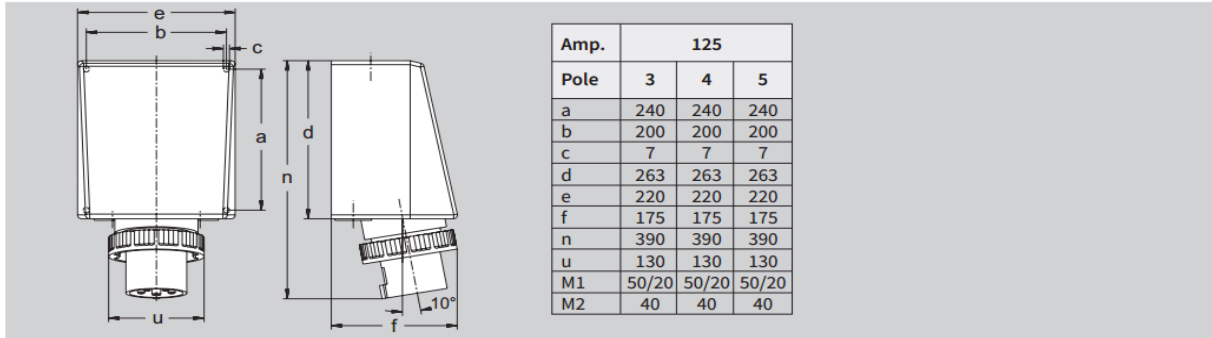 e
b
c
a
d
n
u
f
10°
Amp. 125
Pole 3 4 5
a 240 240 240
b 200 200 200
c 7 7 7
d 263 263 263
e 220 220 220
f 175 175 175
n 390 390 390
u 130 130 130
M1 50/20 50/20 50/20
M2 40 40 40